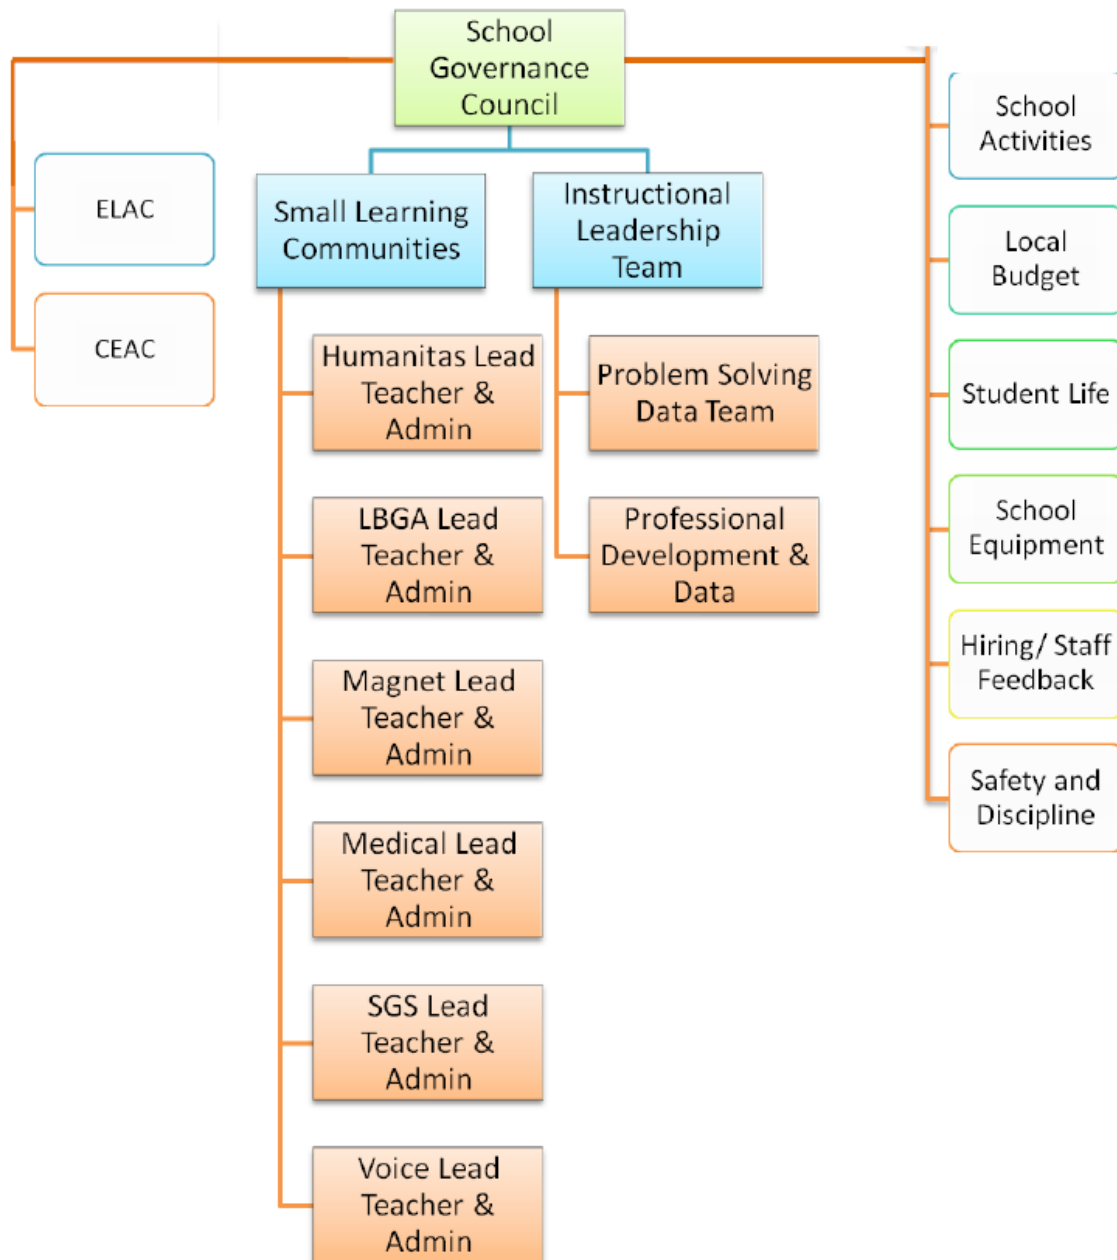 School
Governance
Council
ELAC
CEAC
Small Learning
Communities
Humanitas Lead
Teacher &
Admin
LBGA Lead
Teacher &
Admin
Magnet Lead
Teacher &
Admin
Medical Lead
Teacher &
Admin
SGS Lead
Teacher &
Admin
Voice Lead
Teacher &
Admin
Instructional
Leadership
Team
Problem Solving
Data Team
Professional
Development &
Data
School
Activities
Local
Budget
Student Life
School
Equipment
Hiring/ Staff
Feedback
Safety and
Discipline